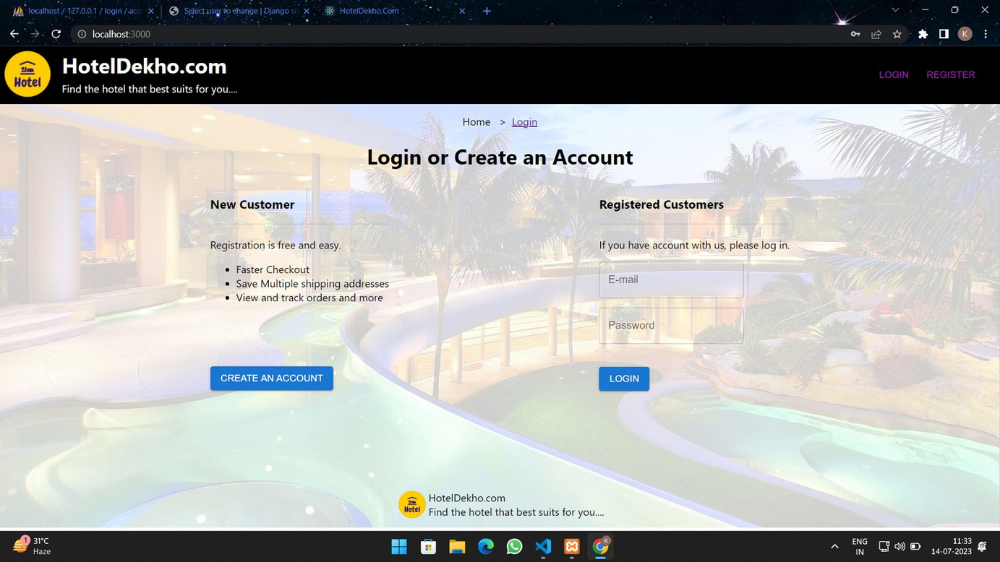 localhost / 127.0.0.1 / login / acc
Select user to change | Django s
HotelDekho.Com
localhost:3000
K
Hotel
HotelDekho.com
Find the hotel that best suits for you....
LOGIN
REGISTER
Home > Login
Login or Create an Account
New Customer
Registration is free and easy.
Faster Checkout
Save Multiple shipping addresses
View and track orders and more
CREATE AN ACCOUNT
Registered Customers
If you have account with us, please log in.
E-mail
Password
LOGIN
Hotel
HotelDekho.com
Find the hotel that best suits for you....
1
31°C
Haze
K
ENG
IN
11:33
14-07-2023